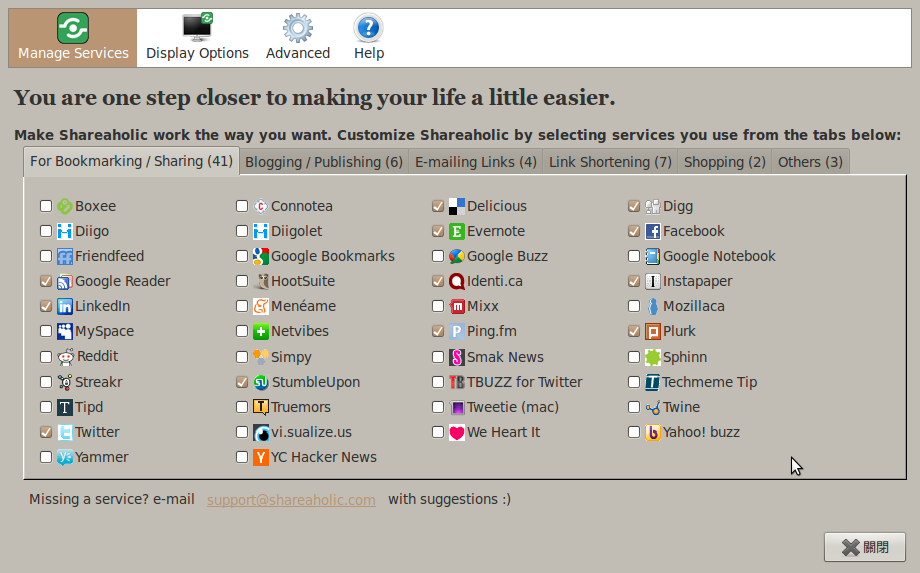 Manage Services Display Options Advanced Help
You are one step closer to making your life a little easier.
Make Shareaholic work the way you want. Customize Shareaholic by selecting services you use from the tabs below:
For Bookmarking / Sharing (41) Blogging / Publishing (6) E-mailing Links (4) Link Shortening (7) Shopping (2) Others (3)
Boxee Connotea Delicious Digg
Diigo Diigolet Evernote Facebook
Friendfeed Google Bookmarks Google Buzz Google Notebook
Google Reader HootSuite Identi.ca Instapaper
LinkedIn Menéame Mixx Mozillaca
MySpace Netvibes Ping.fm Plurk
Reddit Simpy Smak News Sphinn
Streakr StumbleUpon TBUZZ for Twitter Techmeme Tip
Tipd Truemors Tweetie (mac) Twine
Twitter vi.sualize.us We Heart It Yahoo! buzz
Yammer YC Hacker News
Missing a service? e-mail support@shareaholic.com with suggestions :)
關閉